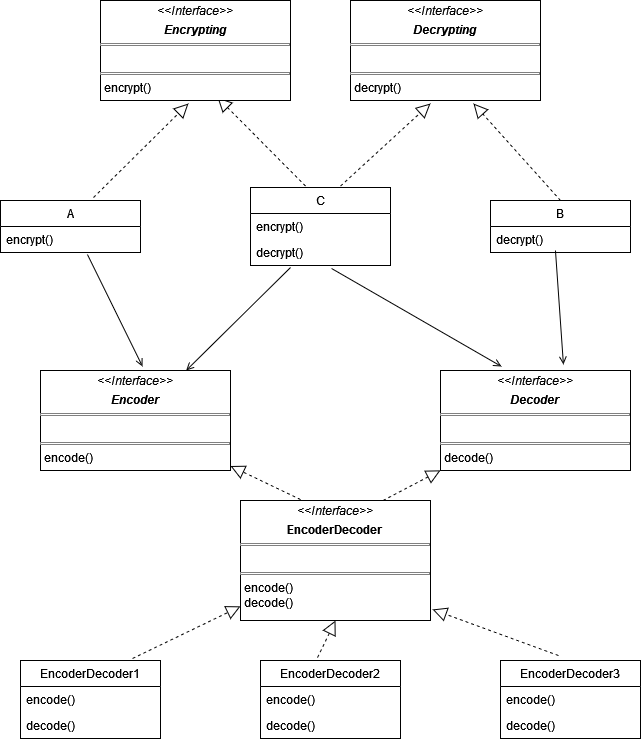 <<Interface>>
Encrypting
encrypt()
<<Interface>>
Decrypting
decrypt()
A
encrypt()
C
encrypt()
decrypt()
B
decrypt()
<<Interface>>
Encoder
encode()
<<Interface>>
Decoder
decode()
<<Interface>>
EncoderDecoder
encode()
decode()
EncoderDecoder1
encode()
decode()
EncoderDecoder2
encode()
decode()
EncoderDecoder3
encode()
decode()